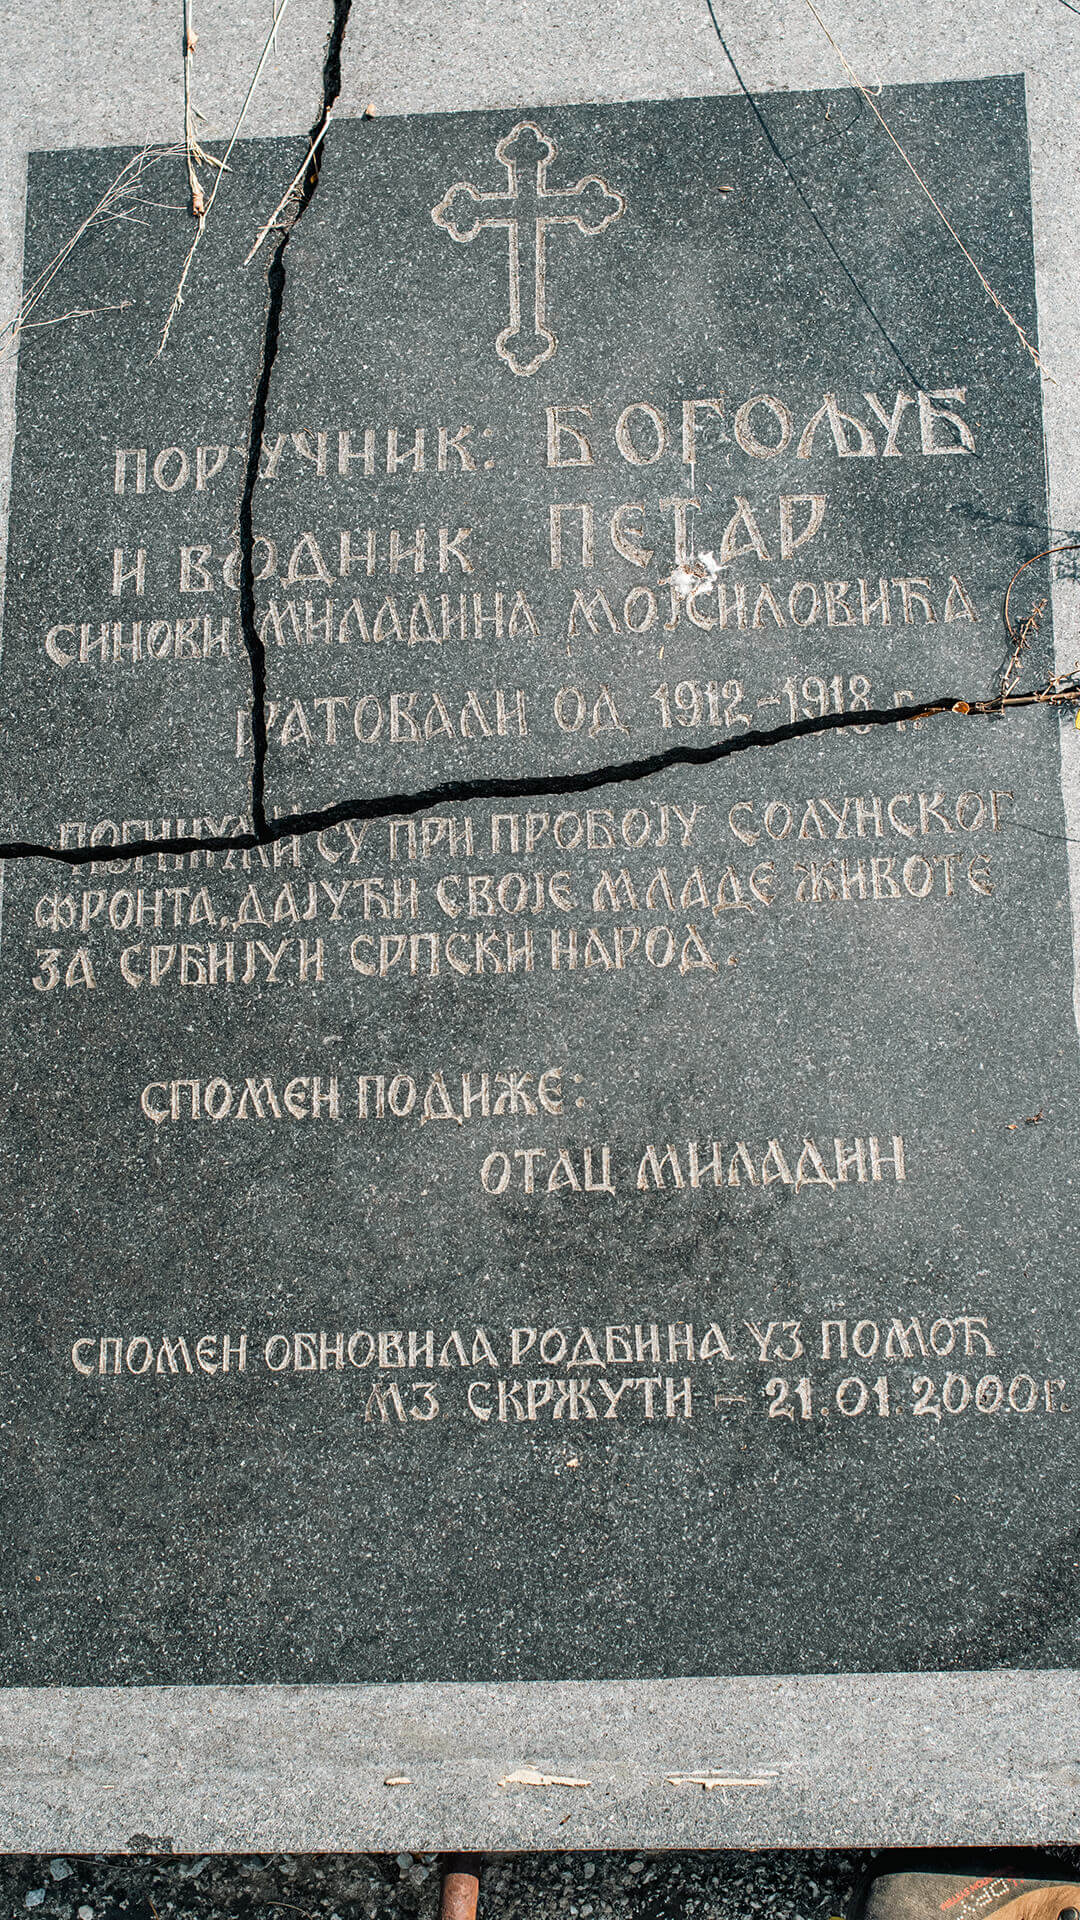 ПОРУЧНИК: БОГОЉУБ
И ВОДНИК ПЕТАР
СИНОВИ МИЛАДИНА МОЈСИЛОВИЋА
РАТОВАЛИ ОД 1912-1918 г.
ПОГИНУЛИ СУ ПРИ ПРОБОЈУ СОЛУНСКОГ
ФРОНТА, ДАЈУЋИ СВОЈЕ МЛАДЕ ЖИВОТЕ
ЗА СРБИЈУ И СРПСКИ НАРОД.
СПОМЕН ПОДИЖЕ:
ОТАЦ МИЛАДИН
СПОМЕН ОБНОВИЛА РОДБИНА УЗ ПОМОЋ
МЗ СКРЖУТИ - 21.01.2000г.